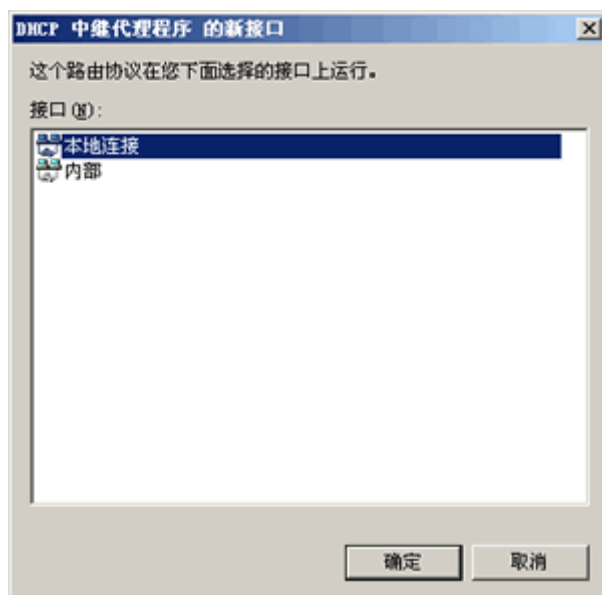 DHCP 中继代理程序 的新接口
这个路由协议在您下面选择的接口上运行。
接口(N):
本地连接
内部
确定
取消